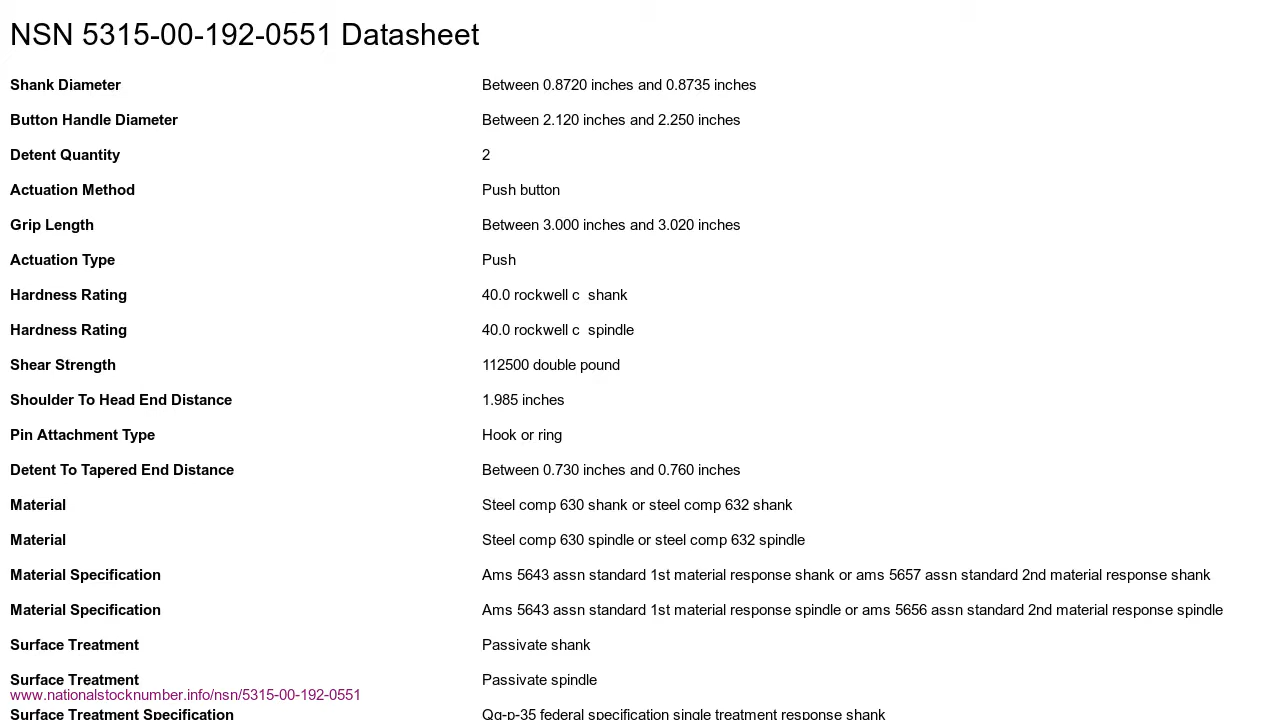 NSN 5315-00-192-0551 Datasheet
Shank Diameter Between 0.8720 inches and 0.8735 inches
Button Handle Diameter Between 2.120 inches and 2.250 inches
Detent Quantity 2
Actuation Method Push button
Grip Length Between 3.000 inches and 3.020 inches
Actuation Type Push
Hardness Rating 40.0 rockwell c  shank
Hardness Rating 40.0 rockwell c  spindle
Shear Strength 112500 double pound
Shoulder To Head End Distance 1.985 inches
Pin Attachment Type Hook or ring
Detent To Tapered End Distance Between 0.730 inches and 0.760 inches
Material Steel comp 630 shank or steel comp 632 shank
Material Steel comp 630 spindle or steel comp 632 spindle
Material Specification Ams 5643 assn standard 1st material response shank or ams 5657 assn standard 2nd material response shank
Material Specification Ams 5643 assn standard 1st material response spindle or ams 5656 assn standard 2nd material response spindle
Surface Treatment Passivate shank
Surface Treatment Passivate spindle
www.nationalstocknumber.info/nsn/5315-00-192-0551
Surface Treatment Specification Qq-p-35 federal specification single treatment response shank